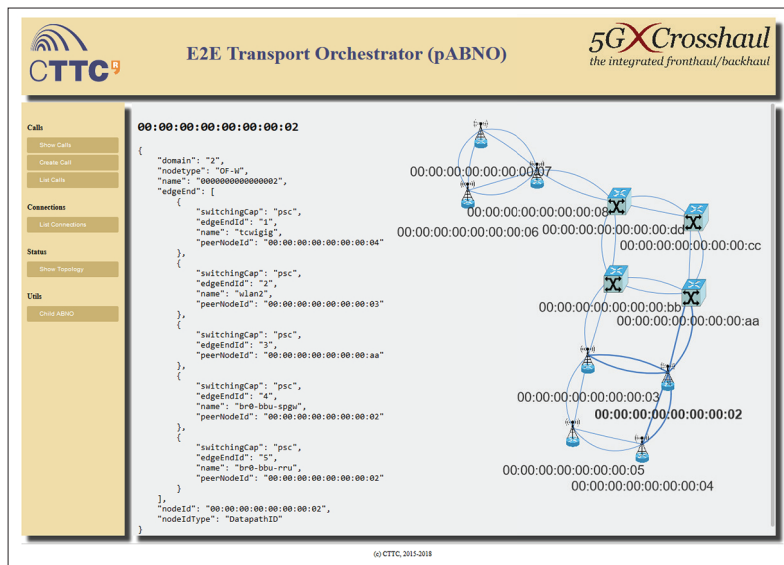 CTTC
E2E Transport Orchestrator (pABNO)
5GXCrosshaul
the integrated fronthaul/backhaul
Calls
Show Calls
Create Call
List Calls
Connections
List Connections
Status
Show Topology
Utils
Child ABNO
00:00:00:00:00:00:00:02
{
"domain": "2",
"nodetype": "OF-W",
"name": "0000000000000002",
"edgeEnd": [
{
"switchingCap": "psc",
"edgeEndId": "1",
"name": "tcwigig",
"peerNodeId": "00:00:00:00:00:00:00:04"
},
{
"switchingCap": "psc",
"edgeEndId": "2",
"name": "wlan2",
"peerNodeId": "00:00:00:00:00:00:00:03"
},
{
"switchingCap": "psc",
"edgeEndId": "3",
"peerNodeId": "00:00:00:00:00:00:00:aa"
},
{
"switchingCap": "psc",
"edgeEndId": "4",
"name": "br0-bbu-spgw",
"peerNodeId": "00:00:00:00:00:00:00:02"
},
{
"switchingCap": "psc",
"edgeEndId": "5",
"name": "br0-bbu-rru",
"peerNodeId": "00:00:00:00:00:00:00:02"
}
],
"nodeId": "00:00:00:00:00:00:00:02",
"nodeIdType": "DatapathID"
}
00:00:00:00:00:00:00:07
00:00:00:00:00:00:00:08
00:00:00:00:00:00:00:dd
00:00:00:00:00:00:00:06
00:00:00:00:00:00:00:cc
00:00:00:00:00:00:00:bb
00:00:00:00:00:00:00:aa
00:00:00:00:00:00:00:03
00:00:00:00:00:00:00:02
00:00:00:00:00:00:00:05
00:00:00:00:00:00:00:04
(c) CTTC, 2015-2018